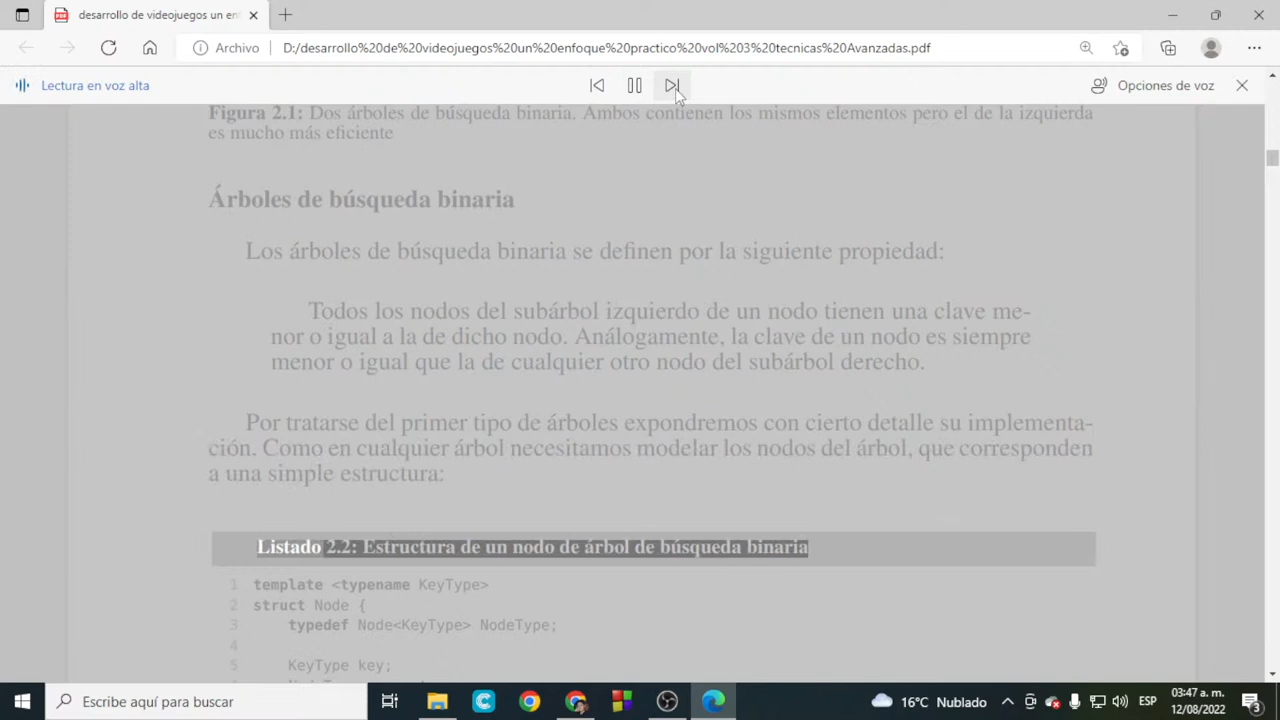 desarrollo de videojuegos un en
Archivo
D:/desarrollo%20de%20videojuegos%20un%20enfoque%20practico%20vol%203%20tecnicas%20Avanzadas.pdf
Lectura en voz alta
Opciones de voz
Figura 2.1: Dos árboles de búsqueda binaria. Ambos contienen los mismos elementos pero el de la izquierda
es mucho más eficiente
Árboles de búsqueda binaria
Los árboles de búsqueda binaria se definen por la siguiente propiedad:
Todos los nodos del subárbol izquierdo de un nodo tienen una clave me-
nor o igual a la de dicho nodo. Análogamente, la clave de un nodo es siempre
menor o igual que la de cualquier otro nodo del subárbol derecho.
Por tratarse del primer tipo de árboles expondremos con cierto detalle su implementa-
ción. Como en cualquier árbol necesitamos modelar los nodos del árbol, que corresponden
a una simple estructura:
Listado 2.2: Estructura de un nodo de árbol de búsqueda binaria
1 template <typename KeyType>
2 struct Node {
3 typedef Node<KeyType> NodeType;
4
5 KeyType key;
Escribe aquí para buscar
16°C Nublado
ESP
03:47 a. m.
12/08/2022
3